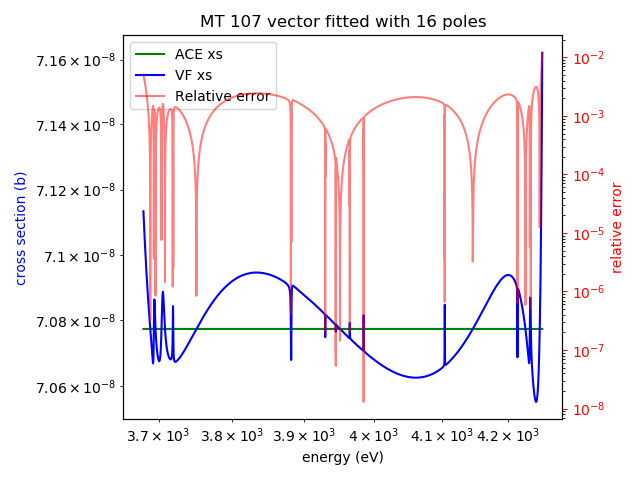 MT 107 vector fitted with 16 poles
ACE xs
VF xs
Relative error
7.16 × 10⁻⁸
7.14 × 10⁻⁸
7.12 × 10⁻⁸
7.1 × 10⁻⁸
7.08 × 10⁻⁸
7.06 × 10⁻⁸
cross section (b)
10⁻²
10⁻³
10⁻⁴
10⁻⁵
10⁻⁶
10⁻⁷
10⁻⁸
relative error
3.7 × 10³ 3.8 × 10³ 3.9 × 10³ 4 × 10³ 4.1 × 10³ 4.2 × 10³
energy (eV)